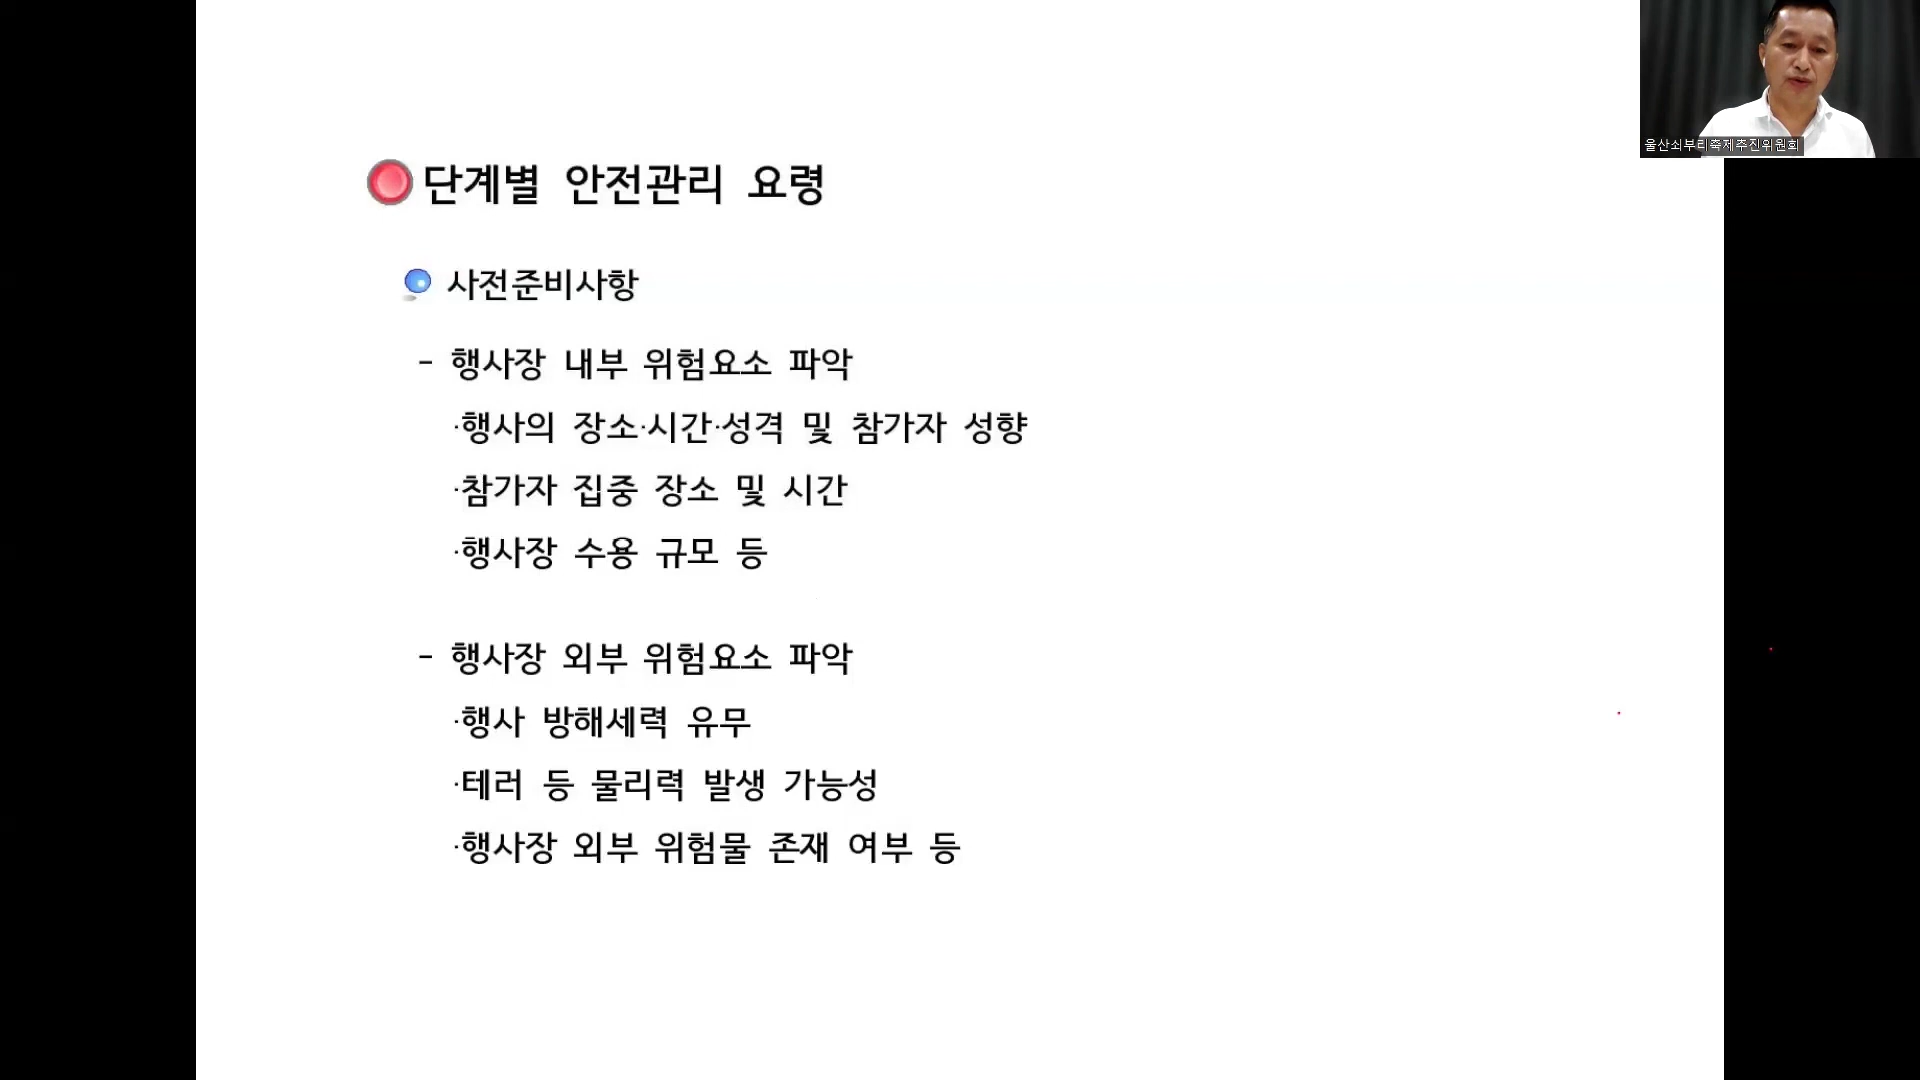 울산쇠부리축제추진위원회
단계별 안전관리 요령
사전준비사항
- 행사장 내부 위험요소 파악
·행사의 장소·시간·성격 및 참가자 성향
·참가자 집중 장소 및 시간
·행사장 수용 규모 등
- 행사장 외부 위험요소 파악
·행사 방해세력 유무
·테러 등 물리력 발생 가능성
·행사장 외부 위험물 존재 여부 등